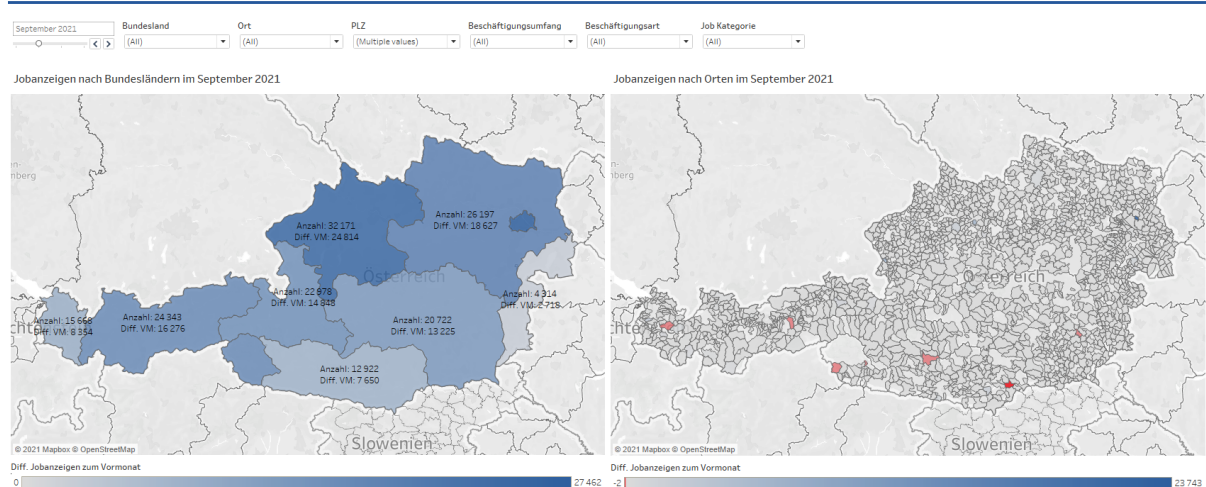 September 2021
Bundesland
Ort
PLZ
Beschäftigungsumfang
Beschäftigungsart
Job Kategorie
(All)
(All)
(Multiple values)
(All)
(All)
(All)
Jobanzeigen nach Bundesländern im September 2021
Anzahl: 32 171
Diff. VM: 24 814
Anzahl: 26 197
Diff. VM: 18 627
Österreich
Anzahl: 22 978
Diff. VM: 14 848
Anzahl: 4 314
Diff. VM: 2 718
Anzahl: 15 668
Diff. VM: 8 354
Anzahl: 24 343
Diff. VM: 16 276
Anzahl: 20 722
Diff. VM: 13 225
Anzahl: 12 922
Diff. VM: 7 650
Slowenien
© 2021 Mapbox © OpenStreetMap
Diff. Jobanzeigen zum Vormonat
0
27 462
Jobanzeigen nach Orten im September 2021
Österreich
Slowenien
© 2021 Mapbox © OpenStreetMap
Diff. Jobanzeigen zum Vormonat
-2
23 743